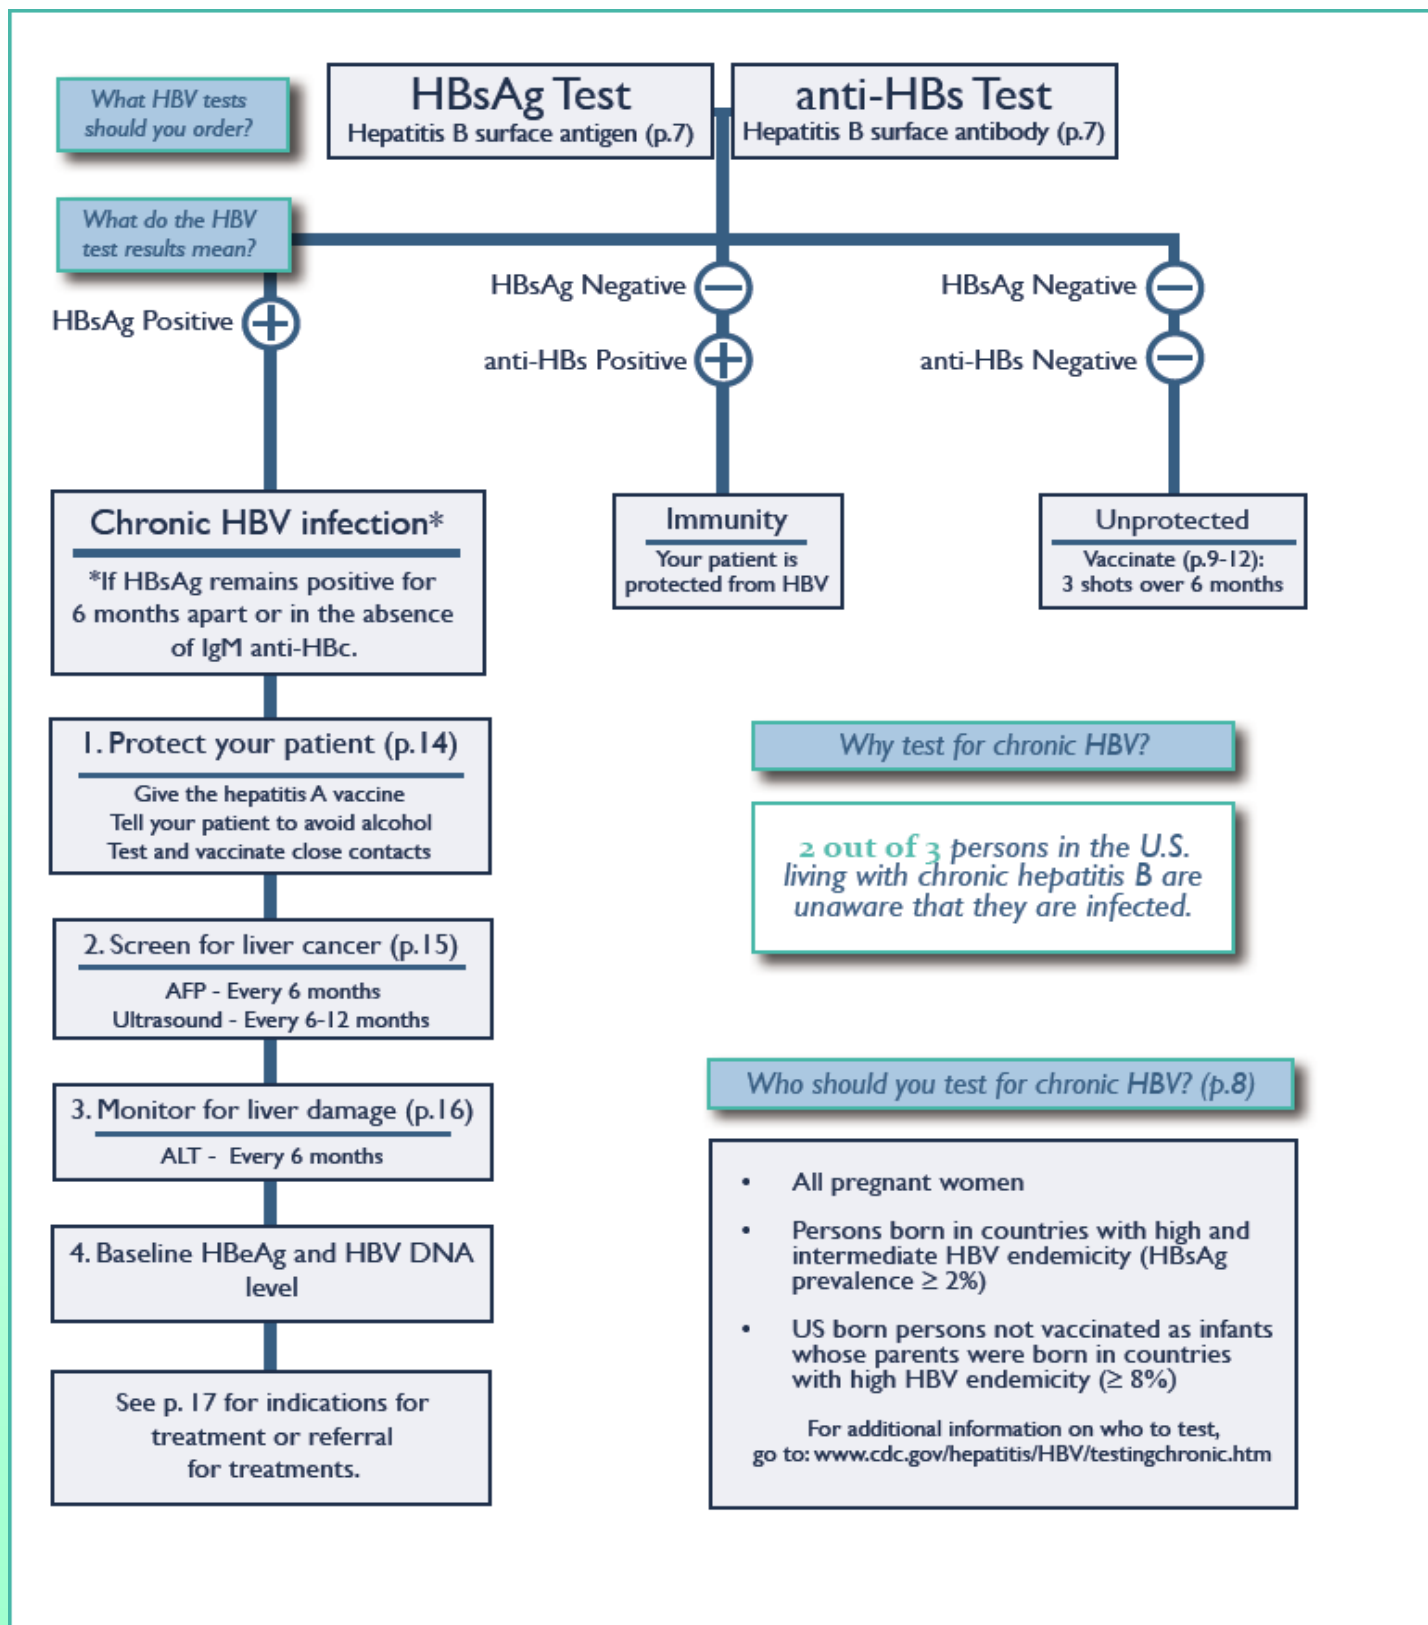 What HBV tests
should you order?
HBsAg Test
Hepatitis B surface antigen (p.7)
anti-HBs Test
Hepatitis B surface antibody (p.7)
What do the HBV
test results mean?
HBsAg Positive
HBsAg Negative
anti-HBs Positive
HBsAg Negative
anti-HBs Negative
Chronic HBV infection*
*If HBsAg remains positive for
6 months apart or in the absence
of IgM anti-HBc.
Immunity
Your patient is
protected from HBV
Unprotected
Vaccinate (p.9-12):
3 shots over 6 months
1. Protect your patient (p.14)
Give the hepatitis A vaccine
Tell your patient to avoid alcohol
Test and vaccinate close contacts
2. Screen for liver cancer (p.15)
AFP - Every 6 months
Ultrasound - Every 6-12 months
3. Monitor for liver damage (p.16)
ALT - Every 6 months
4. Baseline HBeAg and HBV DNA
level
See p. 17 for indications for
treatment or referral
for treatments.
Why test for chronic HBV?
2 out of 3 persons in the U.S.
living with chronic hepatitis B are
unaware that they are infected.
Who should you test for chronic HBV? (p.8)
• All pregnant women
• Persons born in countries with high and
intermediate HBV endemicity (HBsAg
prevalence ≥ 2%)
• US born persons not vaccinated as infants
whose parents were born in countries
with high HBV endemicity (≥ 8%)
For additional information on who to test,
go to: www.cdc.gov/hepatitis/HBV/testingchronic.htm